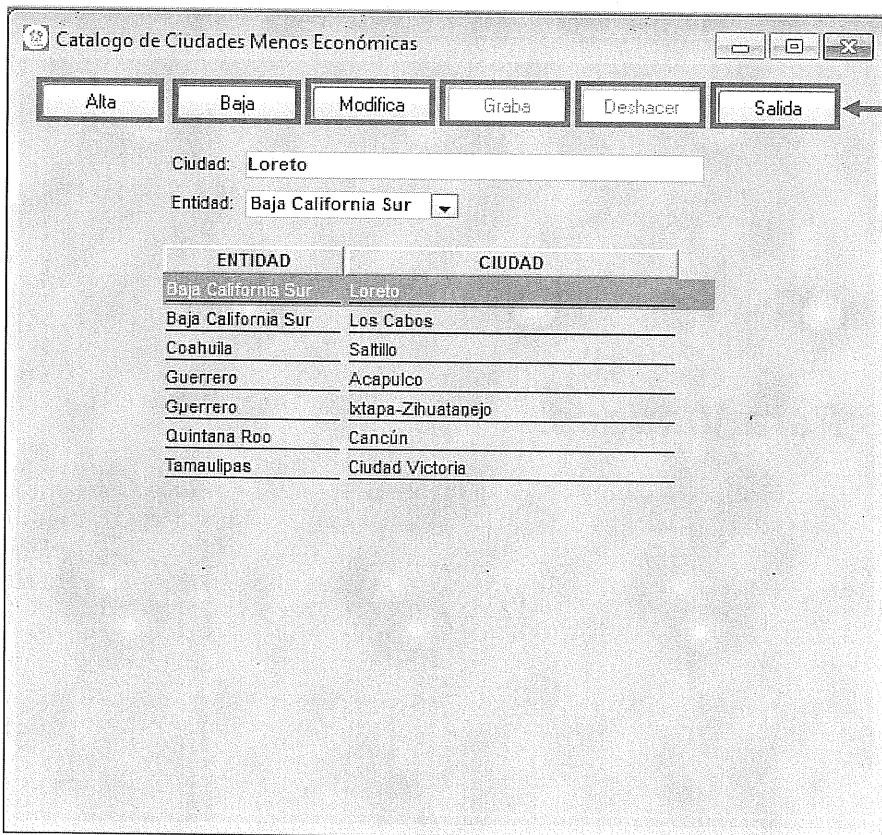 Catalogo de Ciudades Menos Económicas
Alta Baja Modifica Graba Deshacer Salida
Ciudad: Loreto
Entidad: Baja California Sur
ENTIDAD CIUDAD
Baja California Sur Loreto
Baja California Sur Los Cabos
Coahuila Saltillo
Guerrero Acapulco
Guerrero Ixtapa-Zihuatanejo
Quintana Roo Cancún
Tamaulipas Ciudad Victoria